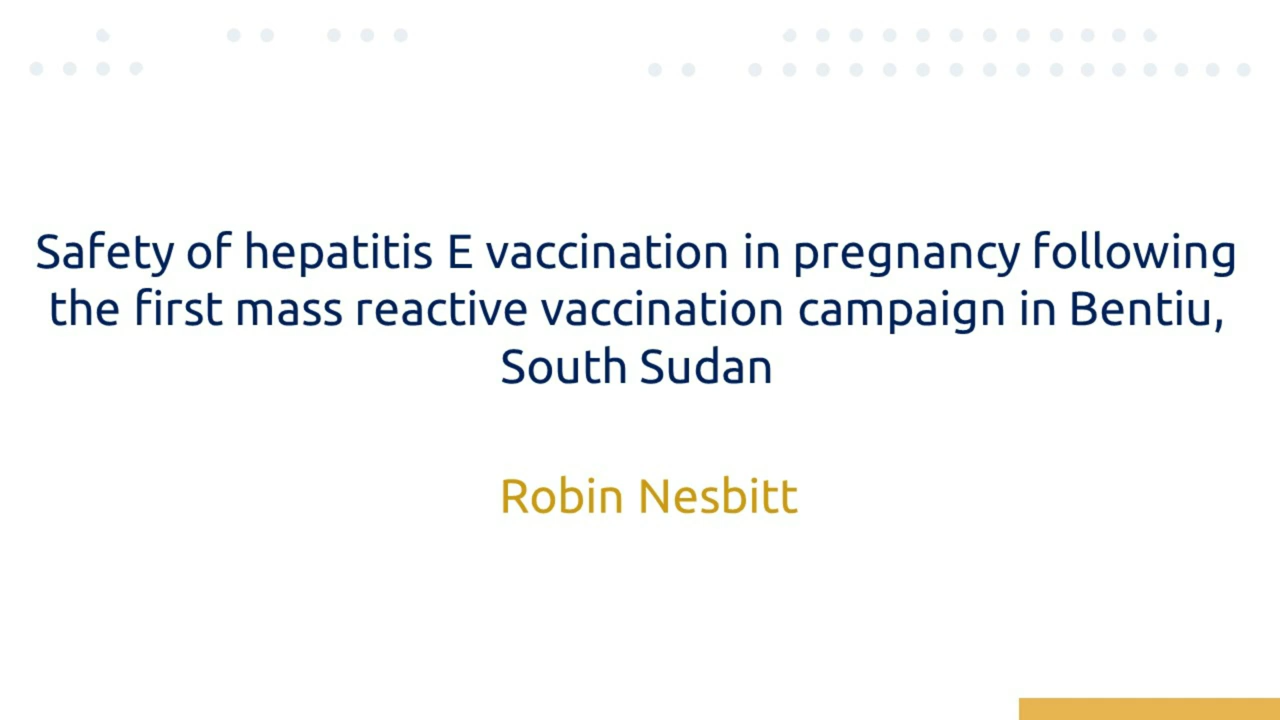 Safety of hepatitis E vaccination in pregnancy following
the first mass reactive vaccination campaign in Bentiu,
South Sudan
Robin Nesbitt